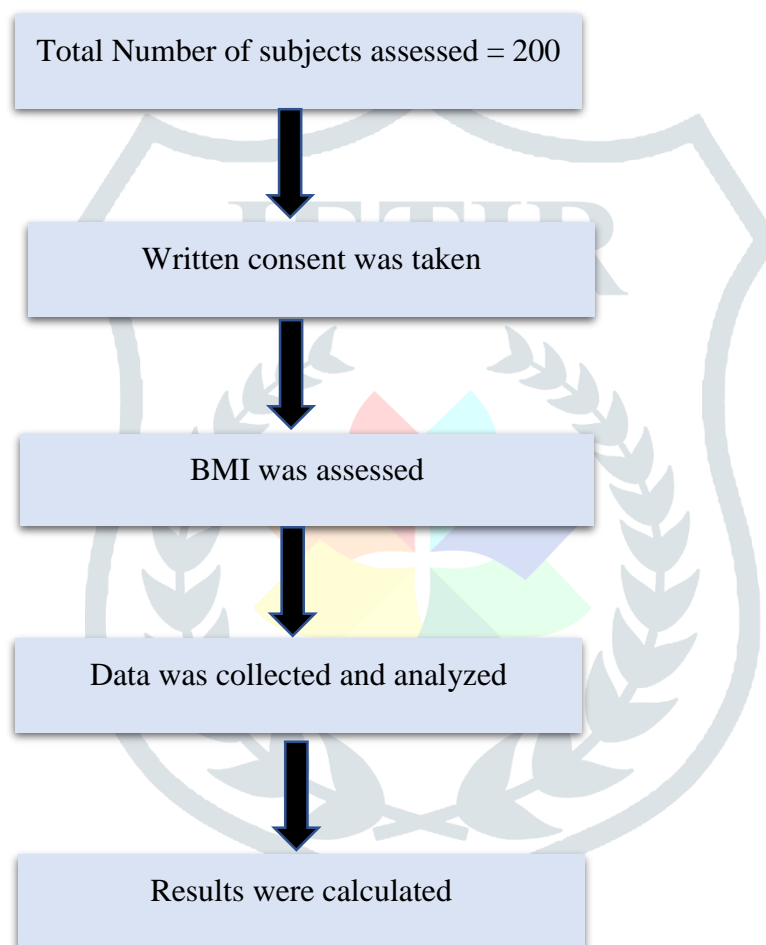 Total Number of subjects assessed = 200
JETIR
Written consent was taken
BMI was assessed
Data was collected and analyzed
Results were calculated